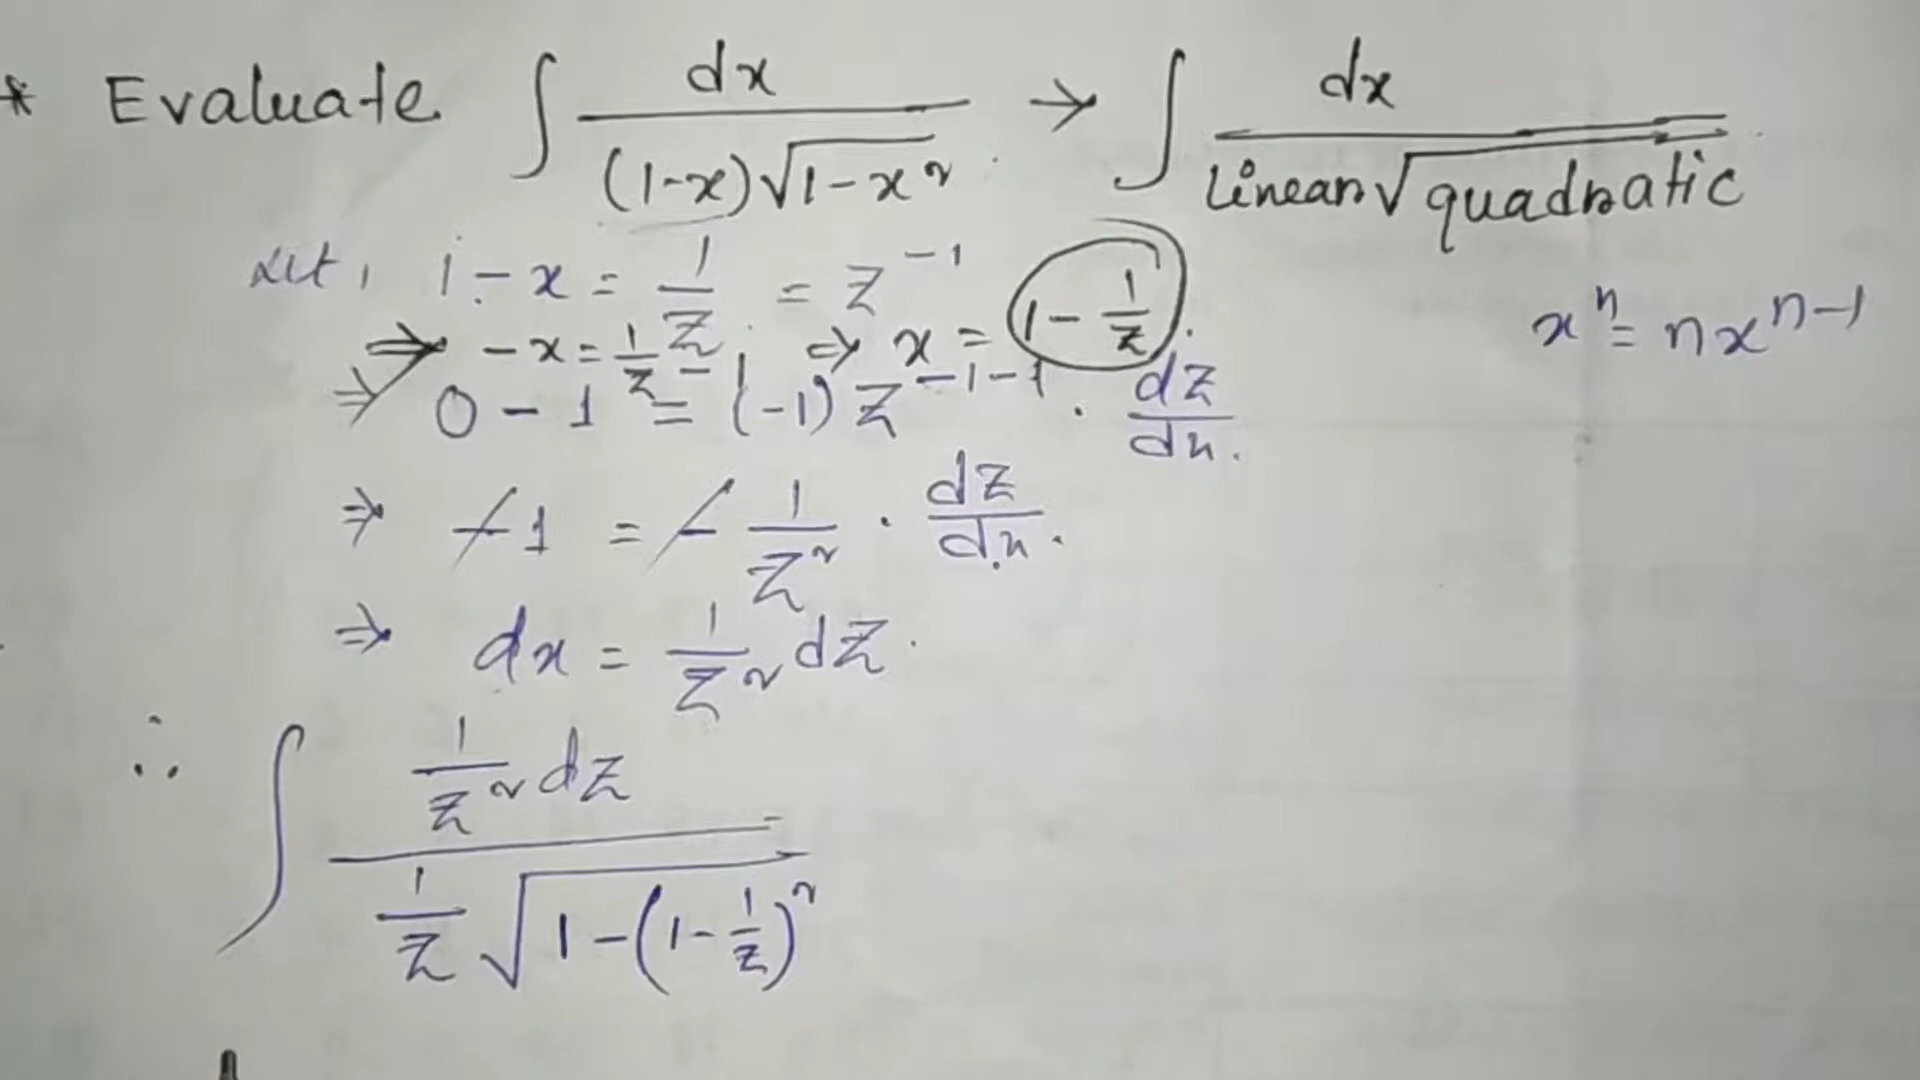 * Evaluate ∫ dx / (1-x)√1-x² → ∫ dx / Linear√quadratic
Let, 1-x = 1/z = z⁻¹
⇒ -x = 1/z - 1 ⇒ x = 1 - 1/z.
xⁿ = nxⁿ⁻¹
⇒ 0 - 1 = (-1) z⁻¹⁻¹ . dz/dx.
⇒ -1 = - 1/z² . dz/dx.
⇒ dx = 1/z² dz.
∴ ∫ 1/z² dz / 1/z √1-(1-1/z)²